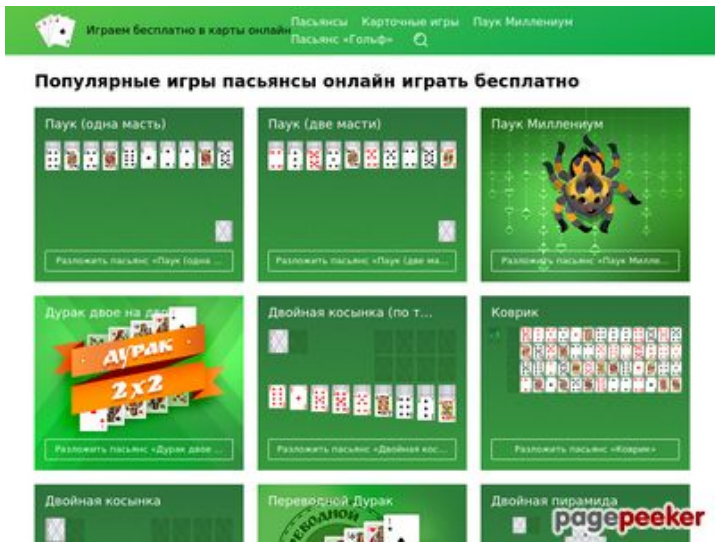 Играем бесплатно в карты онлайн
Пасьянсы Карточные игры Паук Миллениум
Пасьянс «Гольф»
Популярные игры пасьянсы онлайн играть бесплатно
Паук (одна масть)
Паук (две масти)
Паук Миллениум
Разложить пасьянс «Паук (одна ...
Разложить пасьянс «Паук (две ма...
Разложить пасьянс «Паук Милле...
Дурак двое на двое
ДУРАК
2x2
Двойная косынка (по т...
Коврик
Разложить пасьянс «Дурак двое ...
Разложить пасьянс «Двойная кос...
Разложить пасьянс «Коврик»
Двойная косынка
Переводной Дурак
Двойная пирамида
pagepeeker